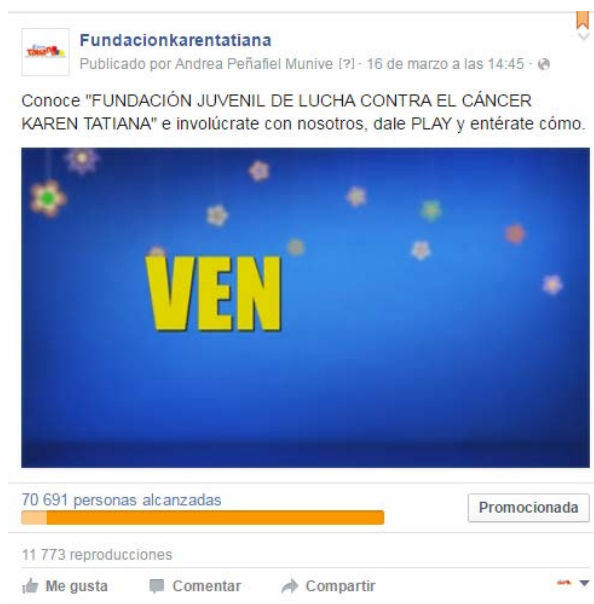 Fundacionkarentatiana
Publicado por Andrea Peñafiel Munive [?] · 16 de marzo a las 14:45 ·
Conoce "FUNDACIÓN JUVENIL DE LUCHA CONTRA EL CÁNCER
KAREN TATIANA" e involúcrate con nosotros, dale PLAY y entérate cómo.
VEN
70 691 personas alcanzadas
Promocionada
11 773 reproducciones
Me gusta Comentar Compartir